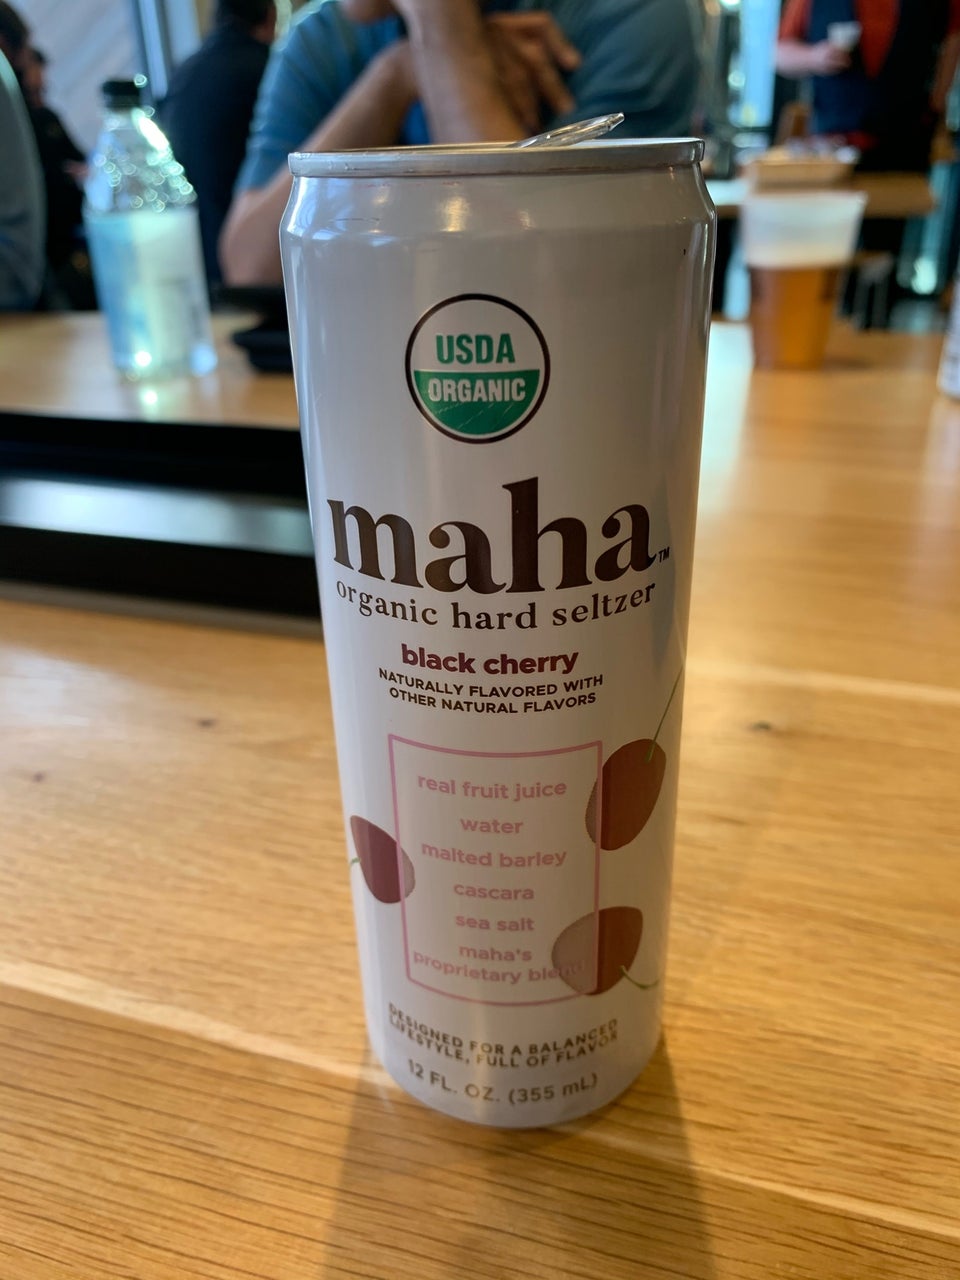 USDA
ORGANIC
maha™
organic hard seltzer
black cherry
NATURALLY FLAVORED WITH
OTHER NATURAL FLAVORS
real fruit juice
water
malted barley
cascara
sea salt
maha's
proprietary blend
DESIGNED FOR A BALANCED
LIFESTYLE, FULL OF FLAVOR
12 FL. OZ. (355 mL)